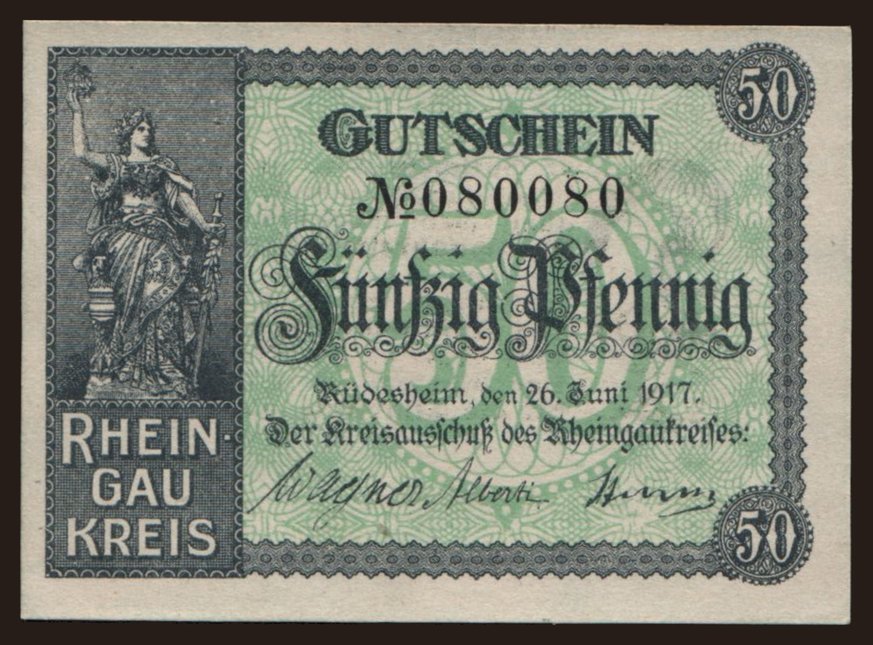 50
GUTSCHEIN
№080080
Fünfzig Pfennig
Rüdesheim, den 26. Juni 1917.
Der Kreisausschuß des Rheingaukreises:
Wagner Alberti
RHEIN-
GAU
KREIS
50
50